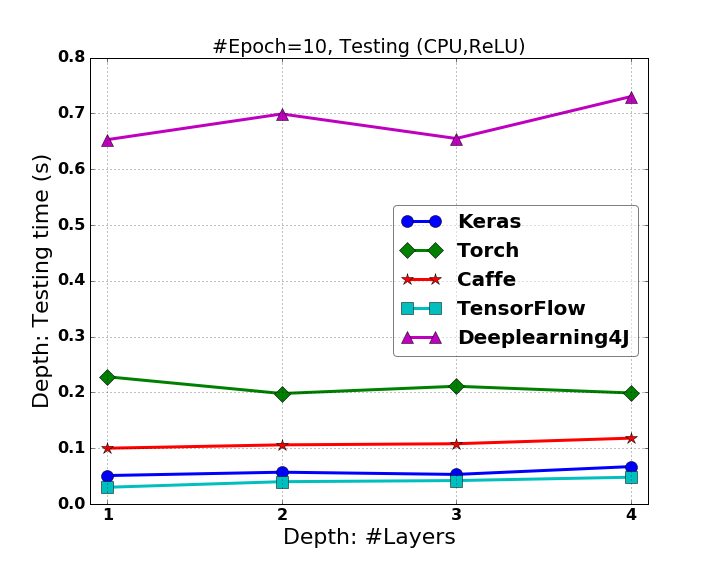 #Epoch=10, Testing (CPU,ReLU)
Depth: Testing time (s)
0.8
0.7
0.6
0.5
0.4
0.3
0.2
0.1
0.0
Keras
Torch
Caffe
TensorFlow
Deeplearning4J
1 2 3 4
Depth: #Layers